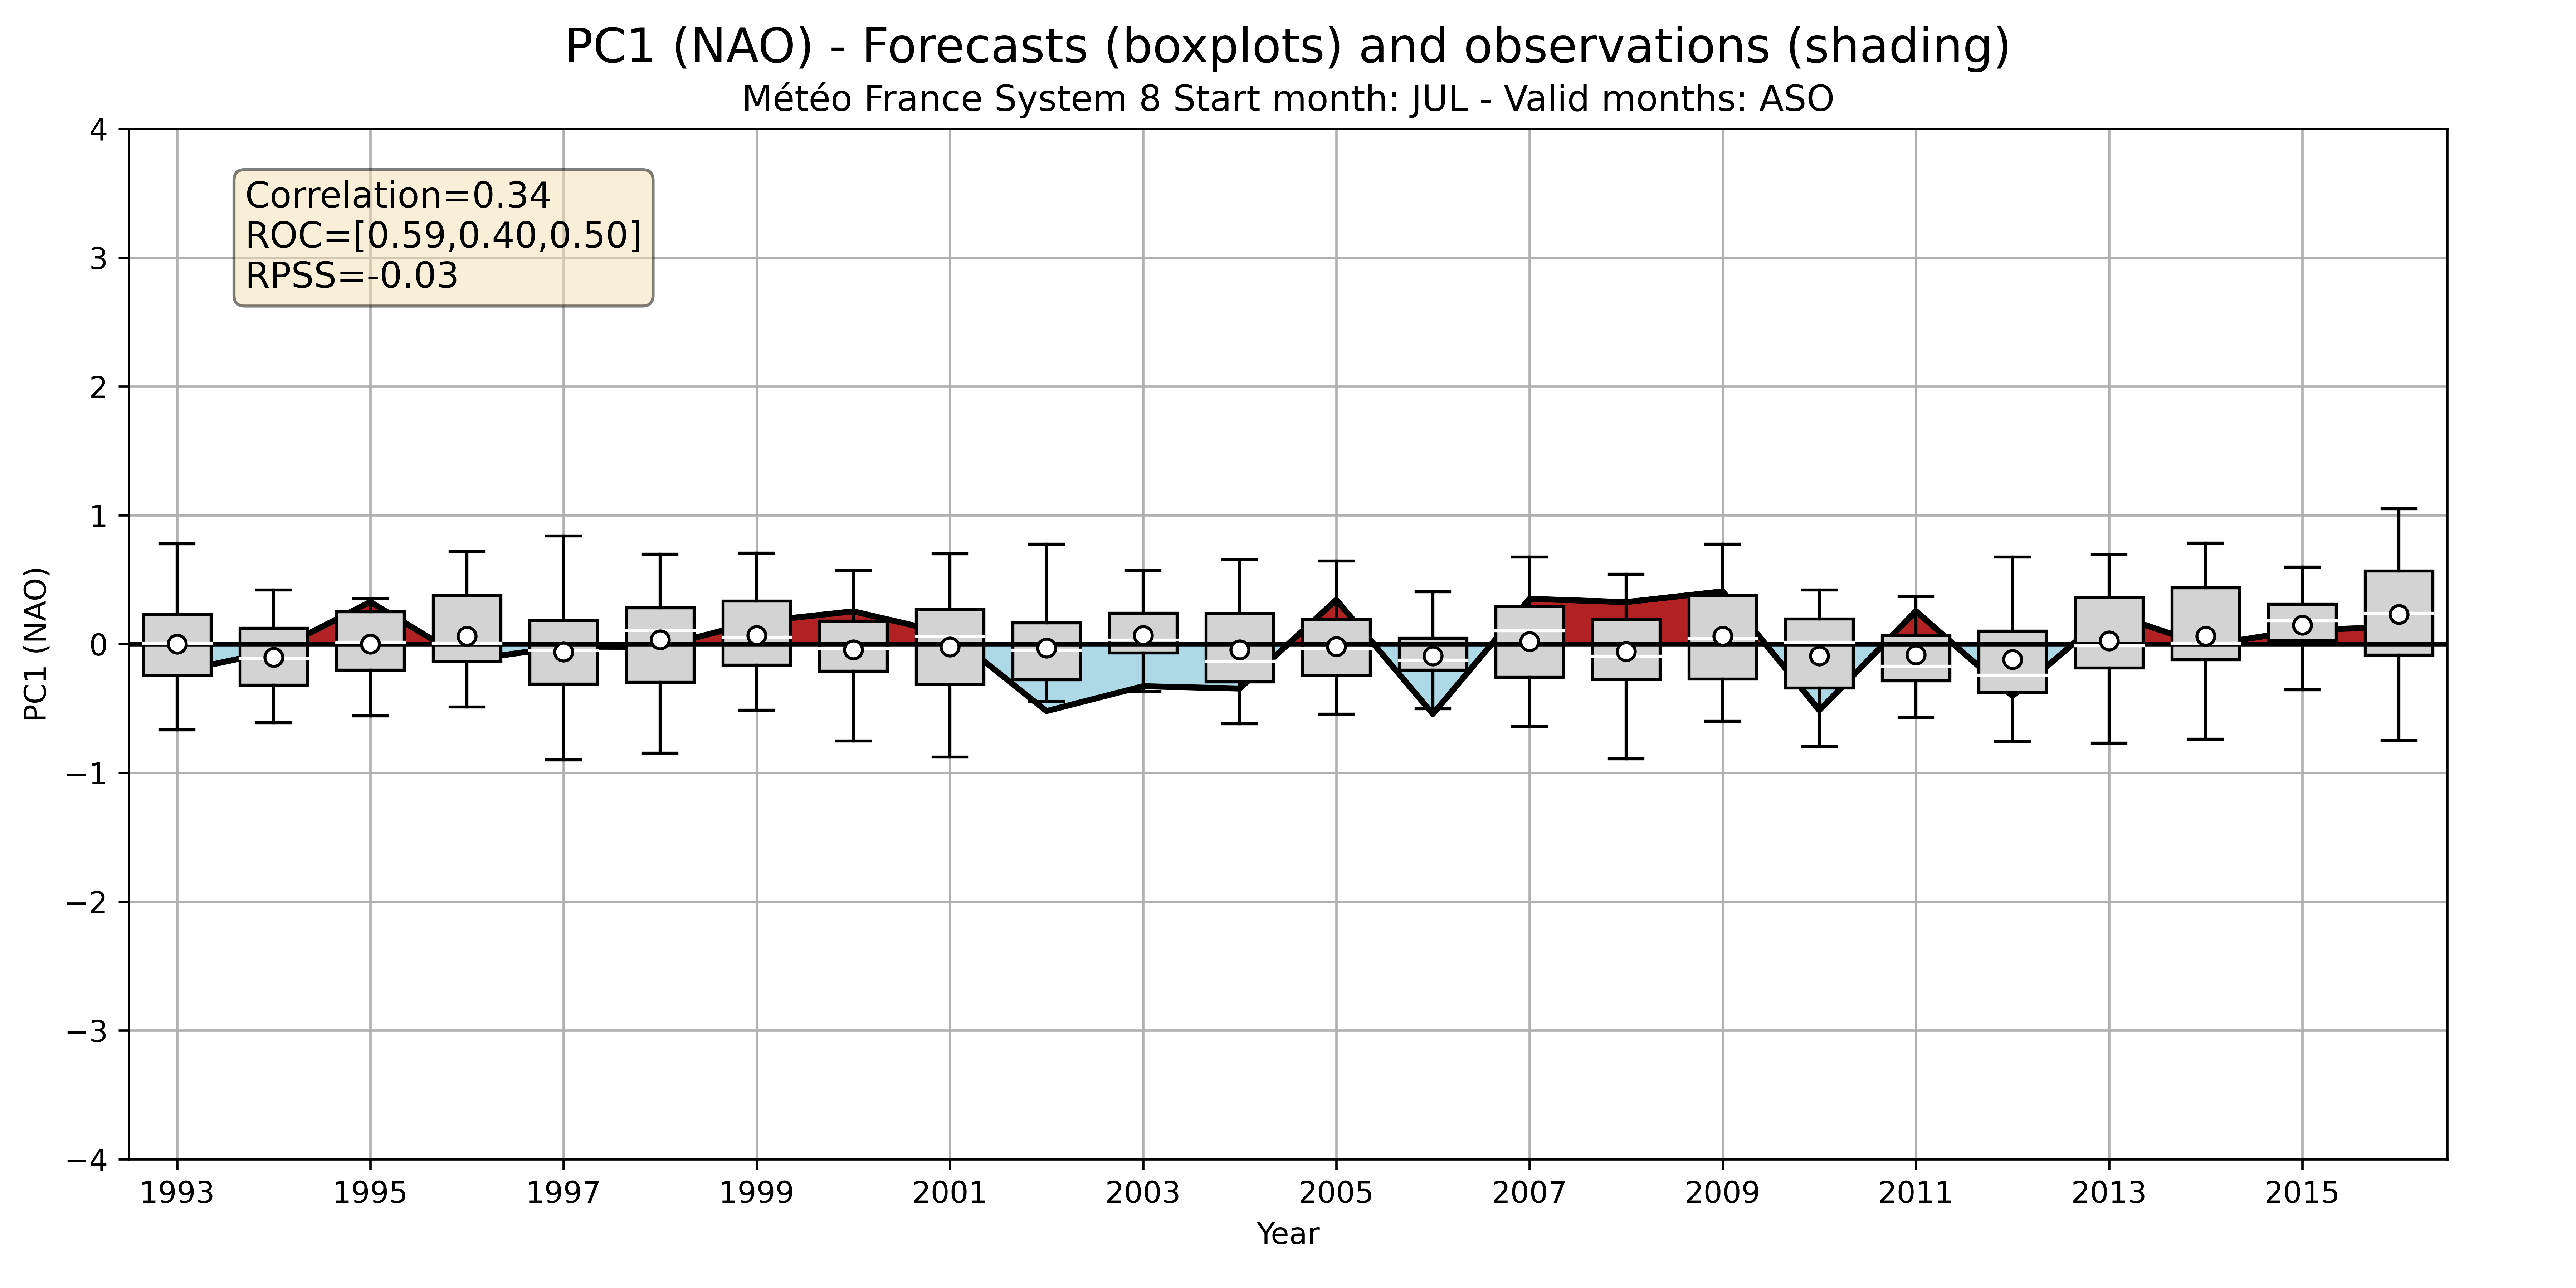 PC1 (NAO) - Forecasts (boxplots) and observations (shading)
Météo France System 8 Start month: JUL - Valid months: ASO
Correlation=0.34
ROC=[0.59,0.40,0.50]
RPSS=-0.03
PC1 (NAO)
4
3
2
1
0
−1
−2
−3
−4
1993 1995 1997 1999 2001 2003 2005 2007 2009 2011 2013 2015
Year